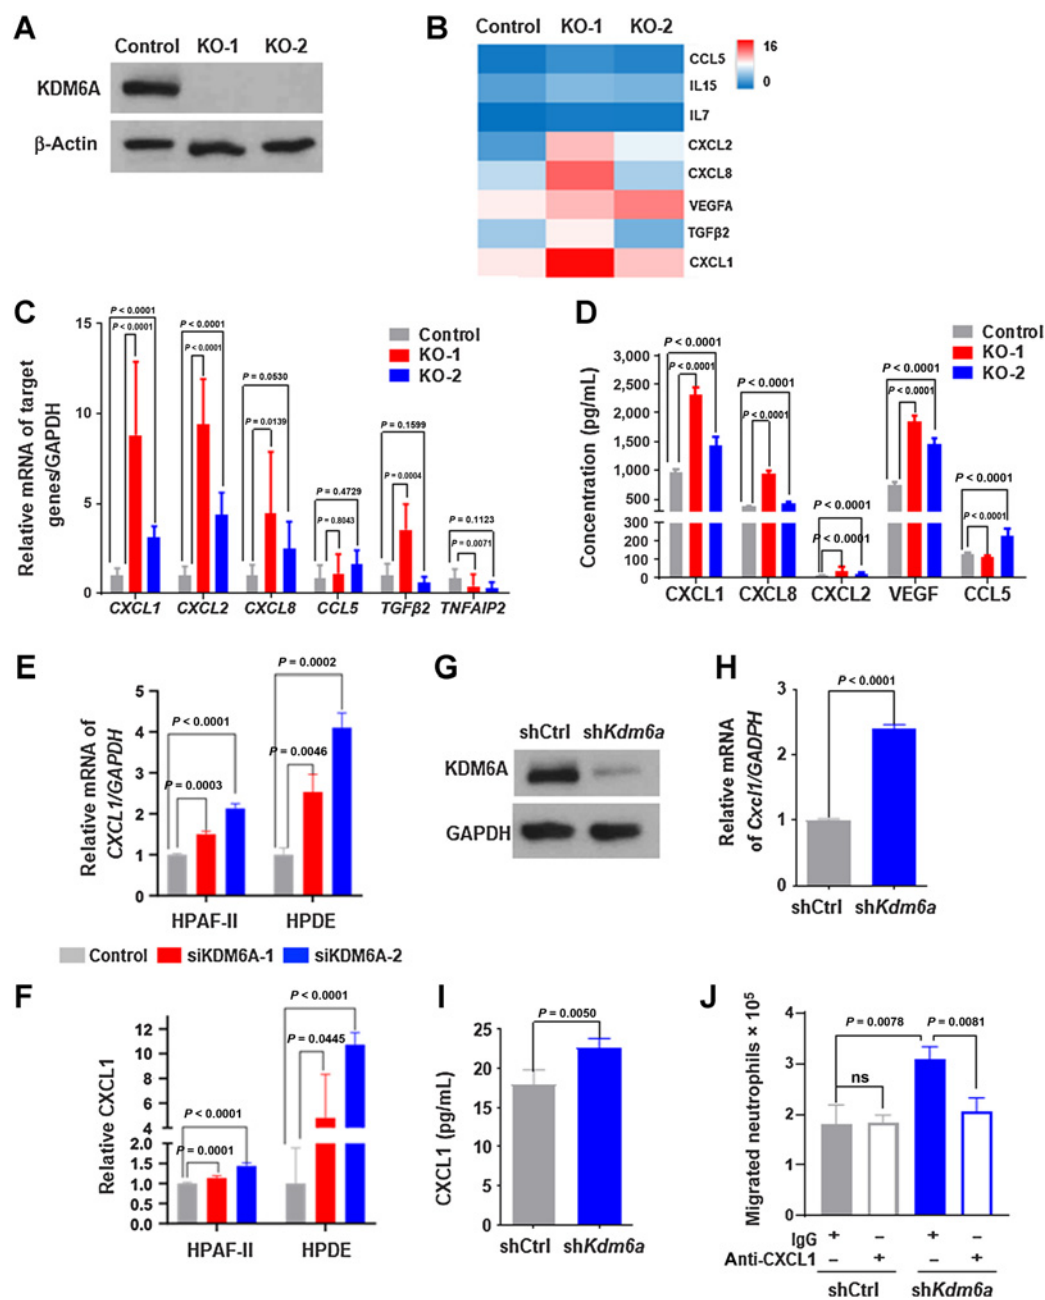 A
Control KO-1 KO-2
KDM6A
β-Actin
B
Control KO-1 KO-2
CCL5
IL15
IL7
CXCL2
CXCL8
VEGFA
TGFβ2
CXCL1
16
0
C
Relative mRNA of target
genes/GAPDH
15
10
5
0
P < 0.0001
P < 0.0001
P < 0.0001
P < 0.0001
P = 0.0530
P = 0.0139
P = 0.4729
P = 0.8043
P = 0.1599
P = 0.0004
P = 0.1123
P = 0.0071
Control
KO-1
KO-2
CXCL1 CXCL2 CXCL8 CCL5 TGFβ2 TNFAIP2
D
Concentration (pg/mL)
3,000
2,500
2,000
1,500
1,000
500
300
200
100
0
P < 0.0001
P < 0.0001
P < 0.0001
P < 0.0001
P < 0.0001
P < 0.0001
P < 0.0001
P < 0.0001
P < 0.0001
P < 0.0001
Control
KO-1
KO-2
CXCL1 CXCL8 CXCL2 VEGF CCL5
E
Relative mRNA of
CXCL1/GAPDH
5
4
3
2
1
0
P < 0.0001
P = 0.0003
P = 0.0002
P = 0.0046
HPAF-II HPDE
Control siKDM6A-1 siKDM6A-2
F
Relative CXCL1
12
10
8
6
4
2.0
1.5
1.0
0.5
0.0
P < 0.0001
P = 0.0001
P < 0.0001
P = 0.0445
HPAF-II HPDE
G
shCtrl shKdm6a
KDM6A
GAPDH
H
Relative mRNA
of Cxcl1/GADPH
3
2
1
0
P < 0.0001
shCtrl shKdm6a
I
CXCL1 (pg/mL)
25
20
15
10
5
0
P = 0.0050
shCtrl shKdm6a
J
Migrated neutrophils × 10⁵
4
3
2
1
0
P = 0.0078 P = 0.0081
ns
IgG + – + –
Anti-CXCL1 – + – +
shCtrl shKdm6a